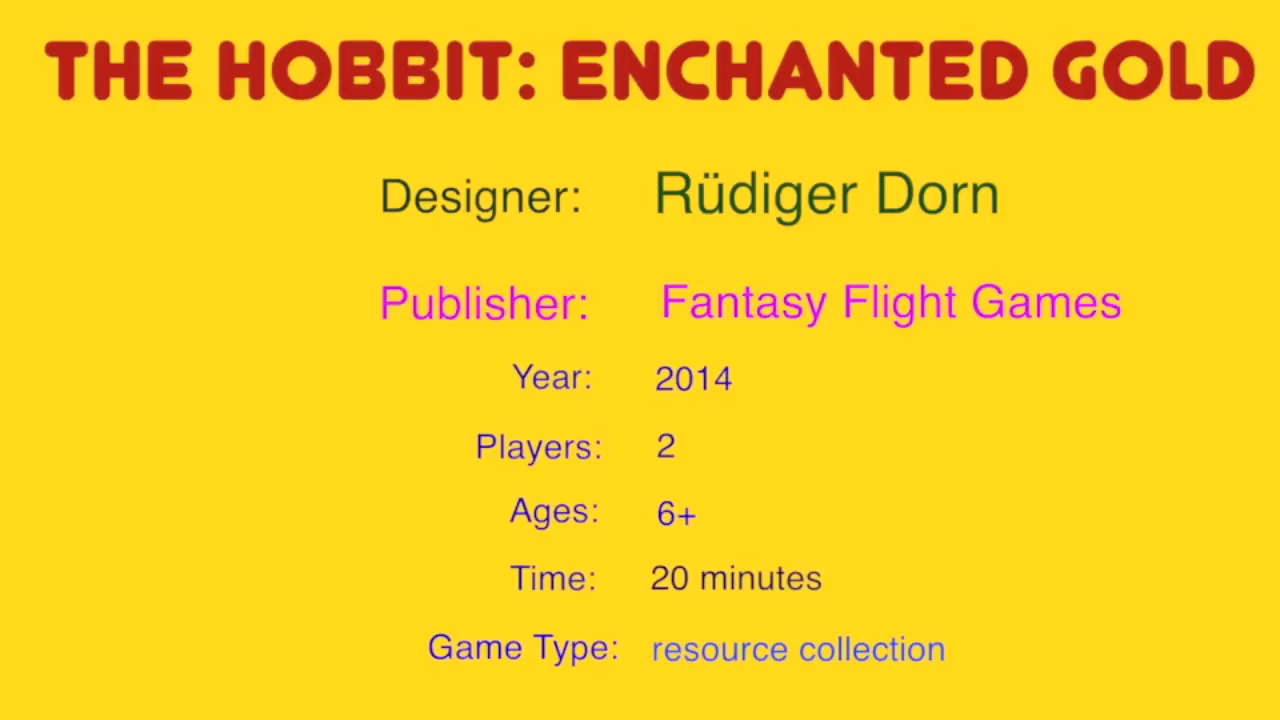 THE HOBBIT: ENCHANTED GOLD
Designer: Rüdiger Dorn
Publisher: Fantasy Flight Games
Year: 2014
Players: 2
Ages: 6+
Time: 20 minutes
Game Type: resource collection